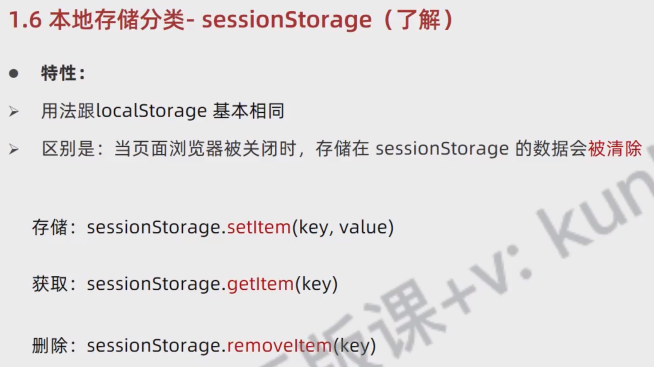 1.6 本地存储分类- sessionStorage（了解）
● 特性：
➢ 用法跟localStorage 基本相同
➢ 区别是：当页面浏览器被关闭时，存储在 sessionStorage 的数据会被清除
存储：sessionStorage.setItem(key, value)
获取：sessionStorage.getItem(key)
删除：sessionStorage.removeItem(key)
版课+v: kun